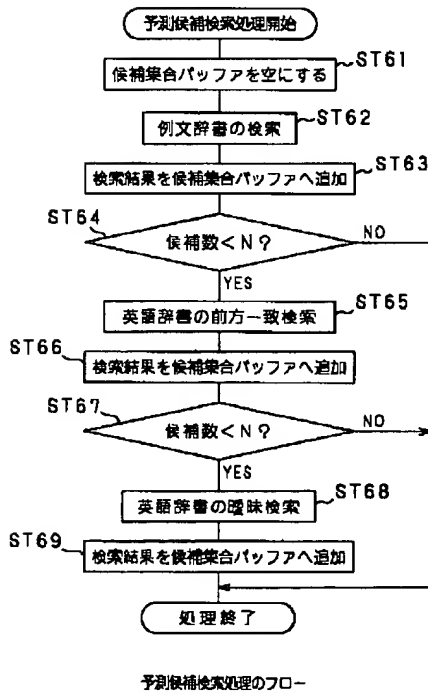 予測候補検索処理開始
候補集合バッファを空にする
ST61
例文辞書の検索
ST62
検索結果を候補集合バッファへ追加
ST63
ST64
候補数<N?
NO
YES
英語辞書の前方一致検索
ST65
ST66
検索結果を候補集合バッファへ追加
ST67
候補数<N?
NO
YES
英語辞書の曖昧検索
ST68
ST69
検索結果を候補集合バッファへ追加
処理終了
予測候補検索処理のフロー